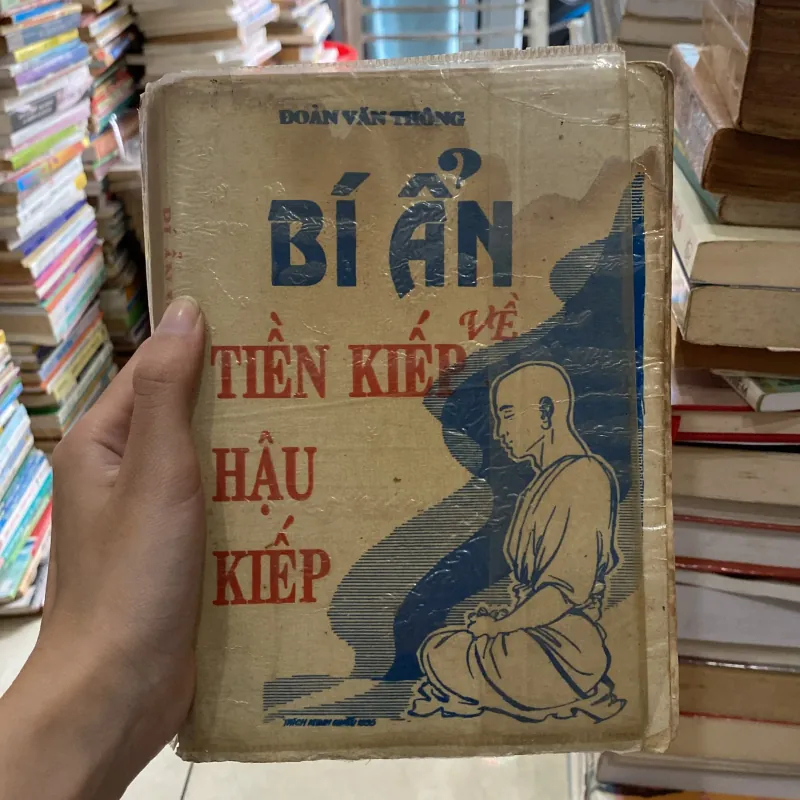 ĐOÀN VĂN THÔNG
BÍ ẨN
VỀ
TIỀN KIẾP
HẬU
KIẾP